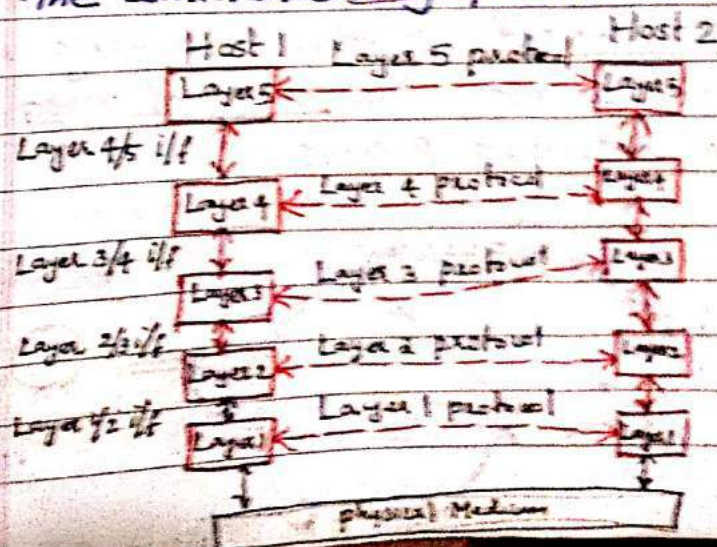 The
Host 1 Layer 5 protocol Host 2
Layer 5 Layer 5
Layer 4/5 i/f
Layer 4 Layer 4 protocol Layer 4
Layer 3/4 i/f
Layer 3 Layer 3 protocol Layer 3
Layer 2/3 i/f
Layer 2 Layer 2 protocol Layer 2
Layer 1/2 i/f
Layer 1 Layer 1 protocol Layer 1
physical Medium